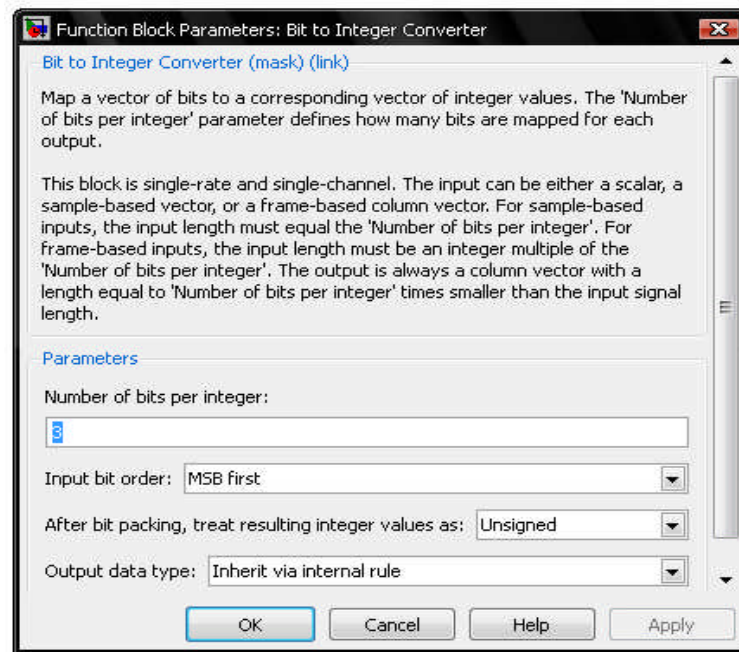 Function Block Parameters: Bit to Integer Converter
Bit to Integer Converter (mask) (link)
Map a vector of bits to a corresponding vector of integer values. The 'Number
of bits per integer' parameter defines how many bits are mapped for each
output.
This block is single-rate and single-channel. The input can be either a scalar, a
sample-based vector, or a frame-based column vector. For sample-based
inputs, the input length must equal the 'Number of bits per integer'. For
frame-based inputs, the input length must be an integer multiple of the
'Number of bits per integer'. The output is always a column vector with a
length equal to 'Number of bits per integer' times smaller than the input signal
length.
Parameters
Number of bits per integer:
3
Input bit order: MSB first
After bit packing, treat resulting integer values as: Unsigned
Output data type: Inherit via internal rule
OK Cancel Help Apply